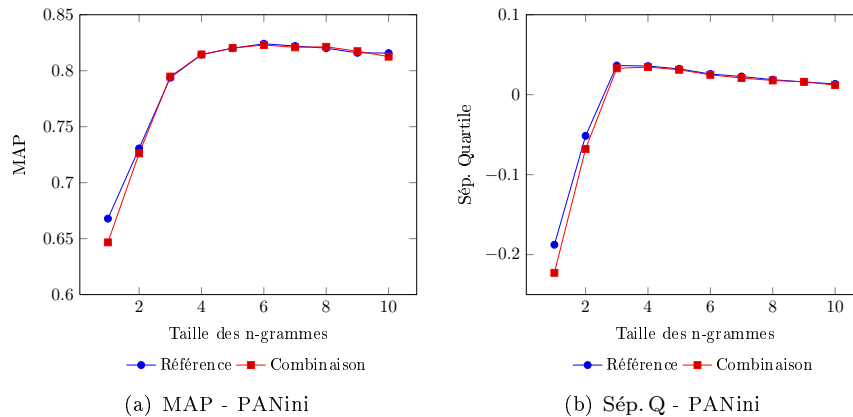 0.85
0.8
0.75
0.7
0.65
0.6
MAP
2 4 6 8 10
Taille des n-grammes
Référence Combinaison
(a) MAP - PANini
0.1
0
−0.1
−0.2
Sép. Quartile
2 4 6 8 10
Taille des n-grammes
Référence Combinaison
(b) Sép. Q - PANini